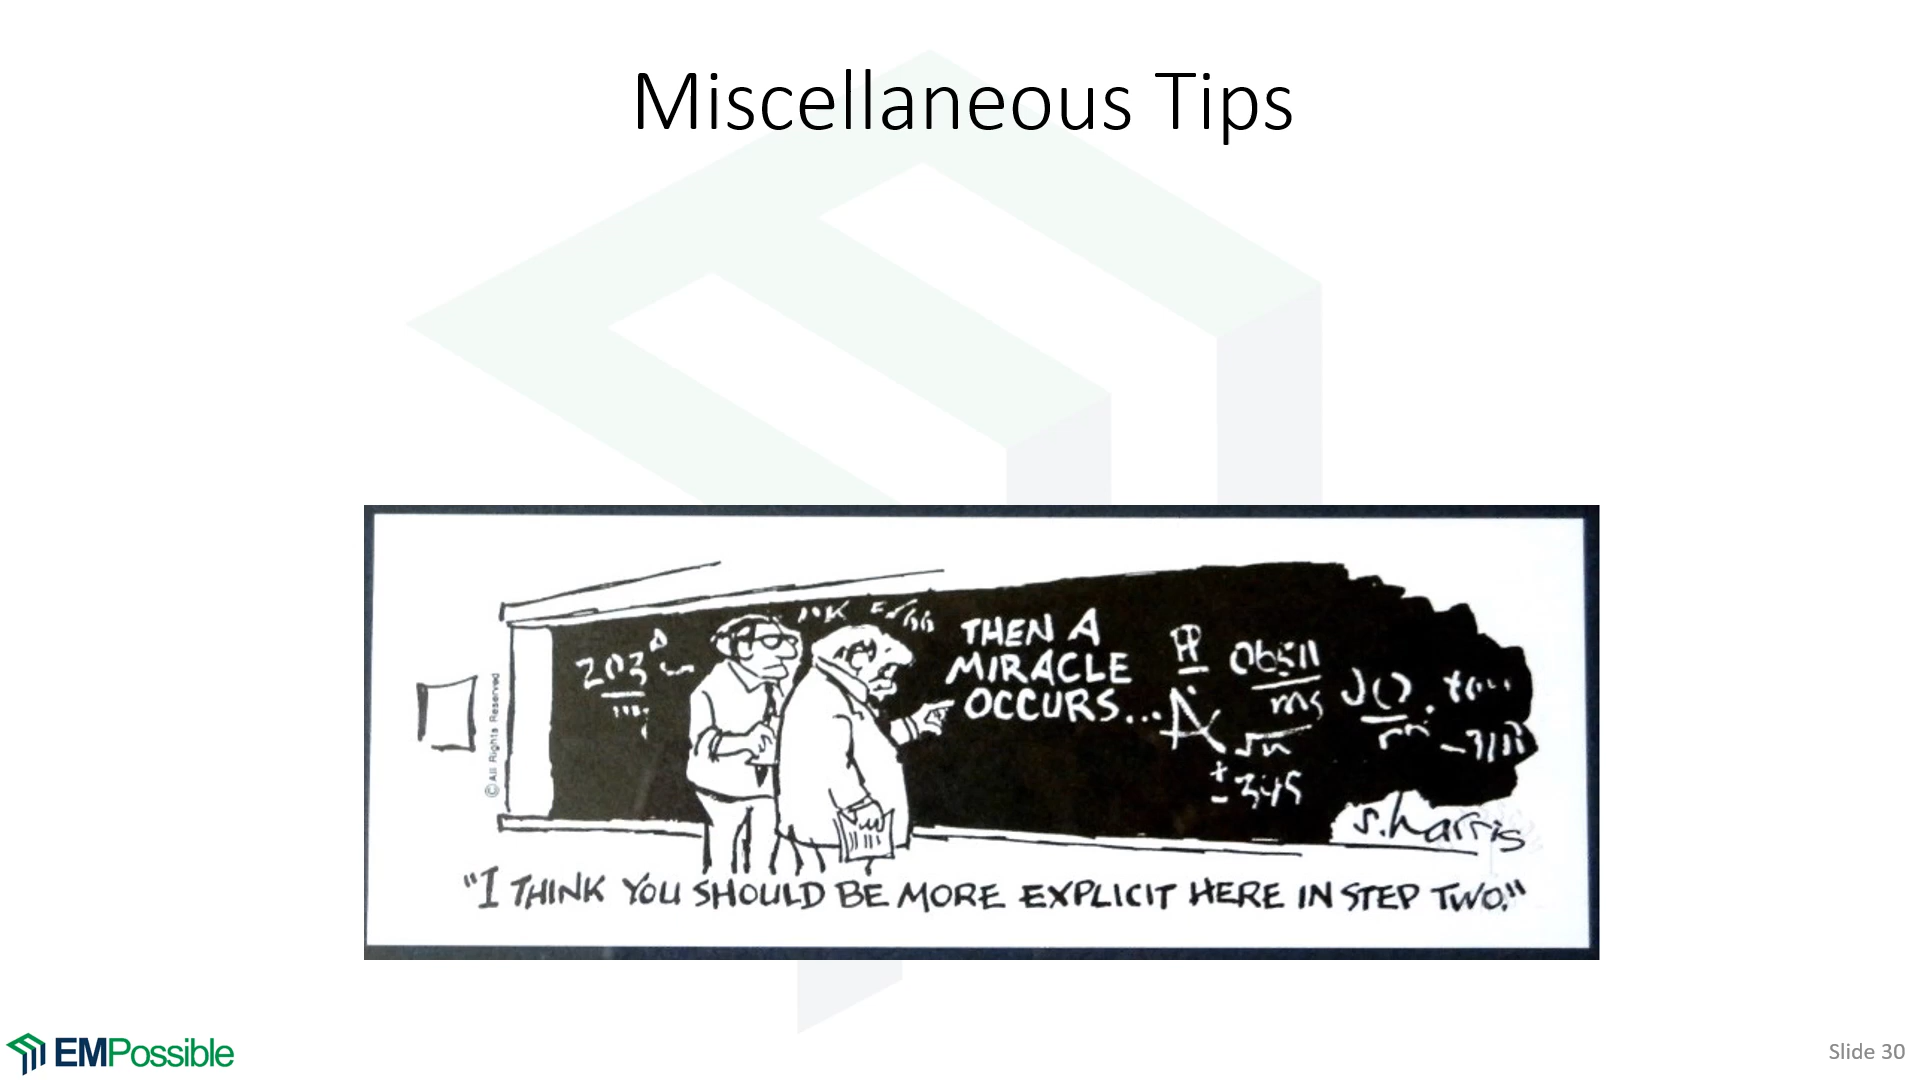 Miscellaneous Tips
THEN A
MIRACLE
OCCURS...
© All Rights Reserved
s.harris
"I THINK YOU SHOULD BE MORE EXPLICIT HERE IN STEP TWO."
EMPossible
Slide 30